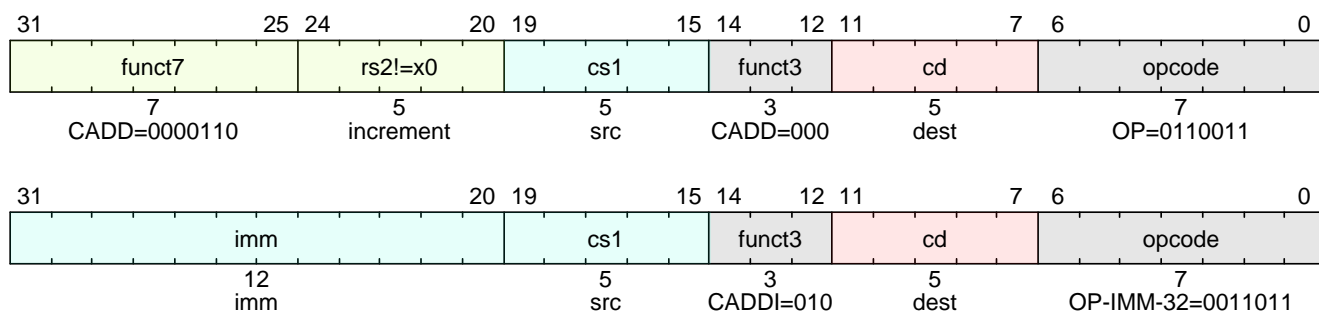 31 25 24 20 19 15 14 12 11 7 6 0
funct7 rs2!=x0 cs1 funct3 cd opcode
7 5 5 3 5 7
CADD=0000110 increment src CADD=000 dest OP=0110011
31 20 19 15 14 12 11 7 6 0
imm cs1 funct3 cd opcode
12 5 3 5 7
imm src CADDI=010 dest OP-IMM-32=0011011